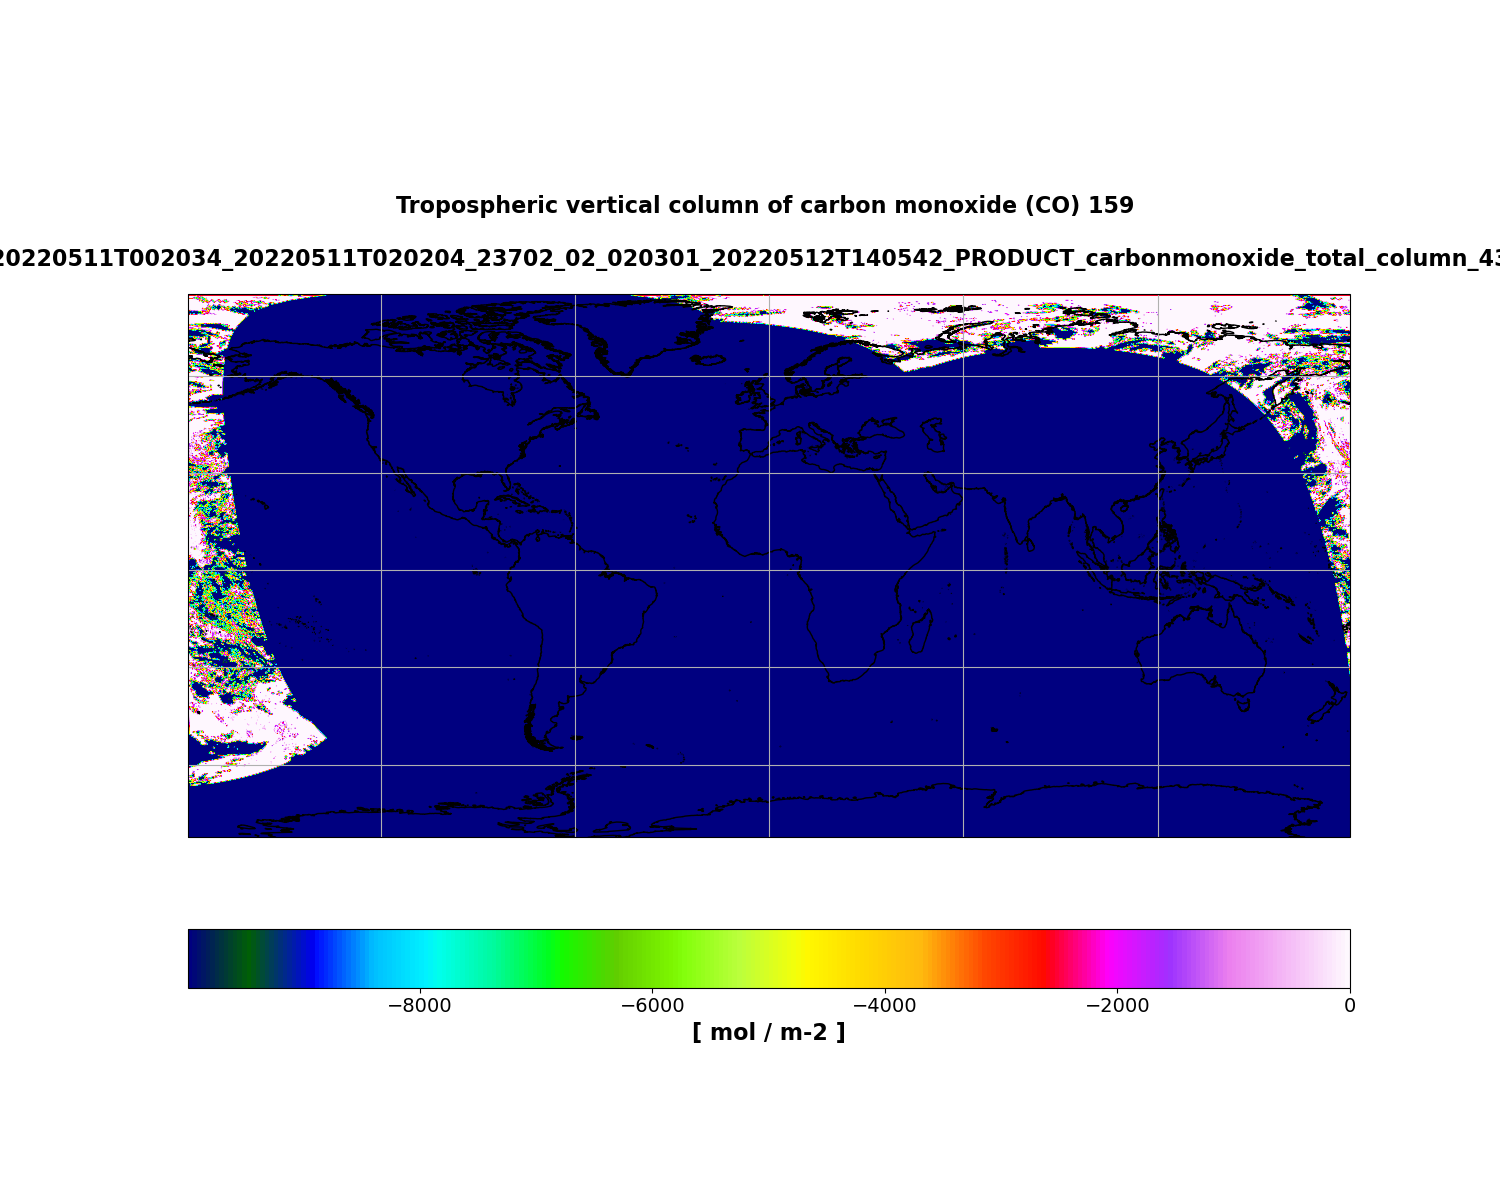 Tropospheric vertical column of carbon monoxide (CO) 159
20220511T002034_20220511T020204_23702_02_020301_20220512T140542_PRODUCT_carbonmonoxide_total_column_43
−8000 −6000 −4000 −2000 0
[ mol / m-2 ]